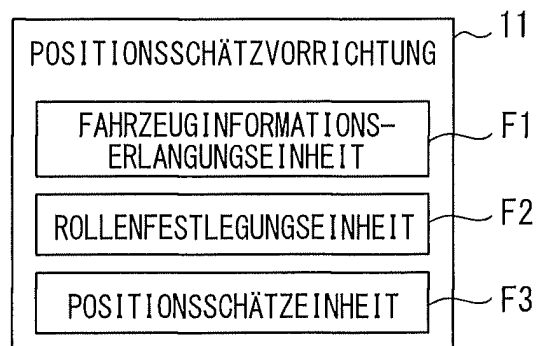 11
POSITIONSSCHÄTZVORRICHTUNG
FAHRZEUGINFORMATIONS-
ERLANGUNGSEINHEIT
F1
ROLLENFESTLEGUNGSEINHEIT
F2
POSITIONSSCHÄTZEINHEIT
F3